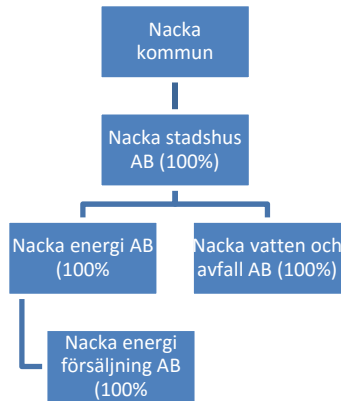 Nacka
kommun
Nacka stadshus
AB (100%)
Nacka energi AB
(100%
Nacka vatten och
avfall AB (100%)
Nacka energi
försäljning AB
(100%